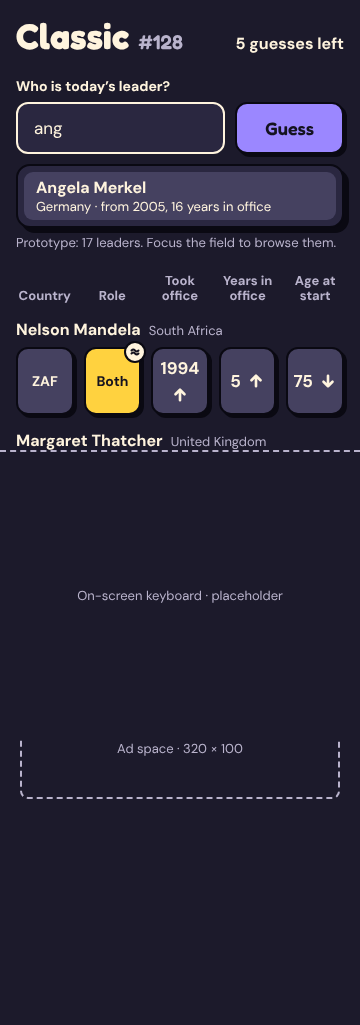 Classic #128
5 guesses left
Who is today’s leader?
ang
Guess
Angela Merkel
Germany · from 2005, 16 years in office
Prototype: 17 leaders. Focus the field to browse them.
Country Role Took office Years in office Age at start
Nelson Mandela South Africa
≈
ZAF Both 1994 ↑ 5 ↑ 75 ↓
Margaret Thatcher United Kingdom
On-screen keyboard · placeholder
Ad space · 320 × 100